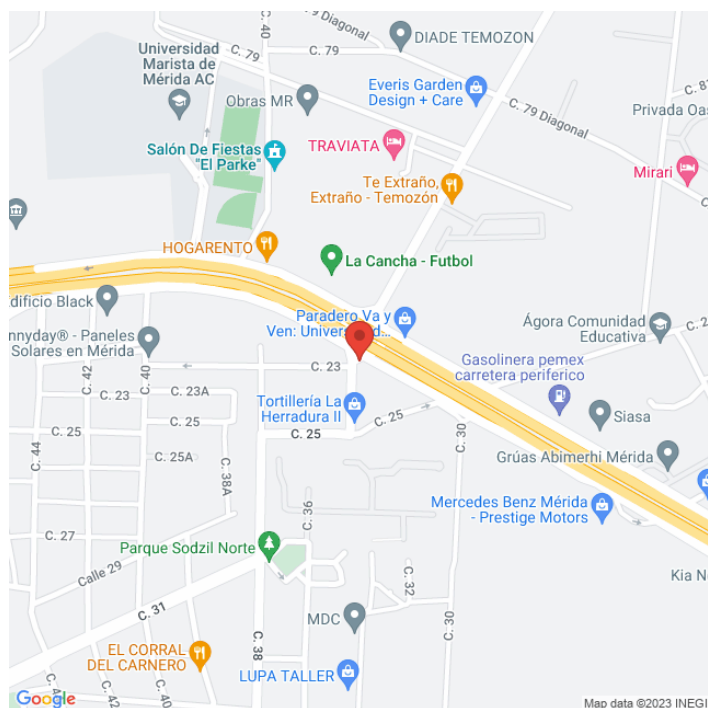 C. 40
C. 79
C. 79
C. 79 Diagonal
DIADE TEMOZON
Universidad
Marista de
Mérida AC
Obras MR
Everis Garden
Design + Care
C. 79 Diagonal
Privada Oas
Salón De Fiestas
"El Parke"
TRAVIATA
Mirari
Te Extraño,
Extraño - Temozón
HOGARENTO
La Cancha - Futbol
dificio Black
Paradero Va y
Ven: Universid
d...
Ágora Comunidad
Educativa
nnyday® - Paneles
Solares en Mérida
C. 42
C. 40
C. 23
C. 23
C. 23A
Gasolinera pemex
carretera periferico
Tortillería La
Herradura II
C. 25
C. 25
C. 25
C. 25
Siasa
C. 30
C. 44
C. 25A
C. 38A
Grúas Abimerhi Mérida
C. 36
Mercedes Benz Mérida
- Prestige Motors
C. 27
Parque Sodzil Norte
Calle 29
Kia Nu
C. 32
C. 31
C. 30
MDC
C. 38
EL CORRAL
DEL CARNERO
LUPA TALLER
C. 40
C. 40
Google
Map data ©2023 INEGI